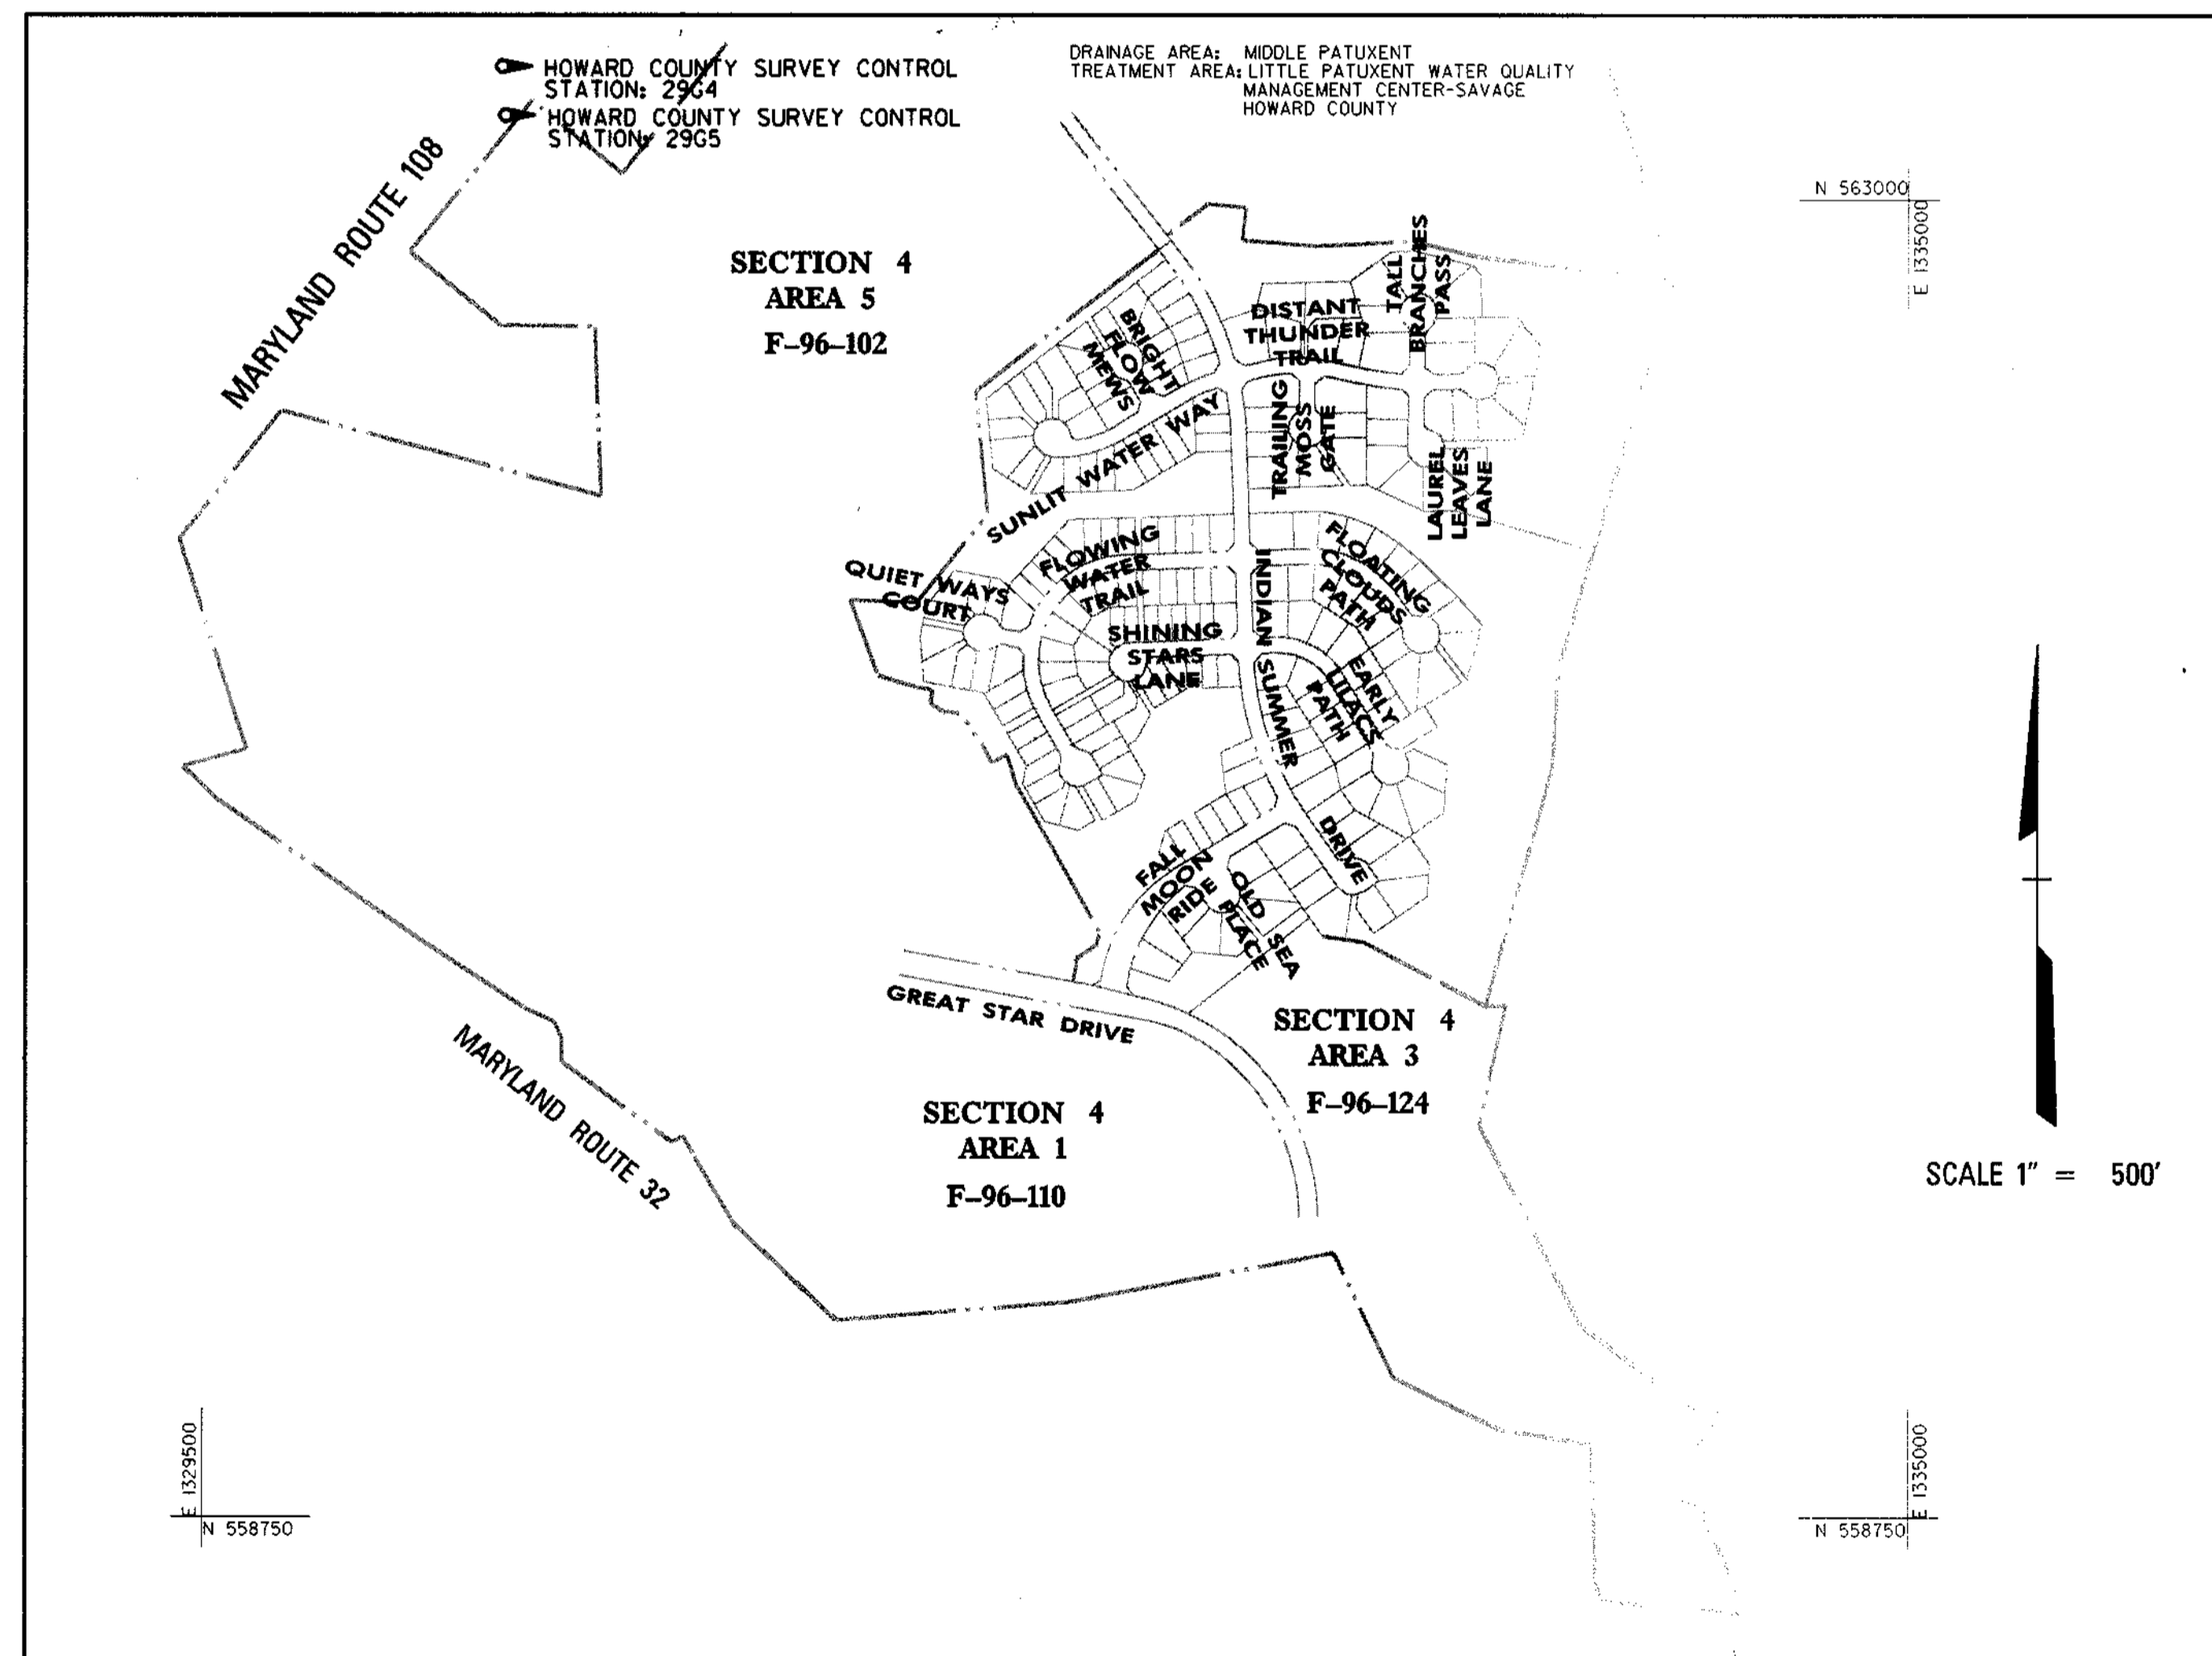 HOWARD COUNTY SURVEY CONTROL
STATION: 29G4
HOWARD COUNTY SURVEY CONTROL
STATION: 29G5
DRAINAGE AREA: MIDDLE PATUXENT
TREATMENT AREA: LITTLE PATUXENT WATER QUALITY
MANAGEMENT CENTER-SAVAGE
HOWARD COUNTY
MARYLAND ROUTE 108
N 563000
E 1335000
SECTION 4
AREA 5
F-96-102
BRIGHT
FLOW
MEWS
DISTANT
THUNDER
TRAIL
TALL
BRANCHES
PASS
SUNLIT WATER WAY
TRAILING
MOSS
GATE
LAUREL
LEAVES
LANE
QUIET WAYS
COURT
FLOWING
WATER
TRAIL
FLOATING
CLOUDS
PATH
SHINING
STARS
LANE
INDIAN SUMMER DRIVE
EARLY
LILACS
PATH
FALL
MOON
RIDE
OLD SEA
PLACE
GREAT STAR DRIVE
SECTION 4
AREA 3
F-96-124
MARYLAND ROUTE 32
SECTION 4
AREA 1
F-96-110
SCALE 1" = 500'
E 1329500
N 558750
E 1335000
N 558750